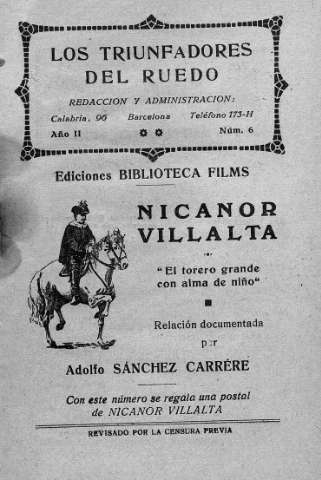 LOS TRIUNFADORES
DEL RUEDO
REDACCION Y ADMINISTRACION:
Calabria, 96 Barcelona Teléfono 173-H
Año II Núm. 6
Ediciones BIBLIOTECA FILMS
NICANOR
VILLALTA
"El torero grande
con alma de niño"
Relación documentada
por
Adolfo SÁNCHEZ CARRÉRE
Con este número se regala una postal
de NICANOR VILLALTA
REVISADO POR LA CENSURA PREVIA